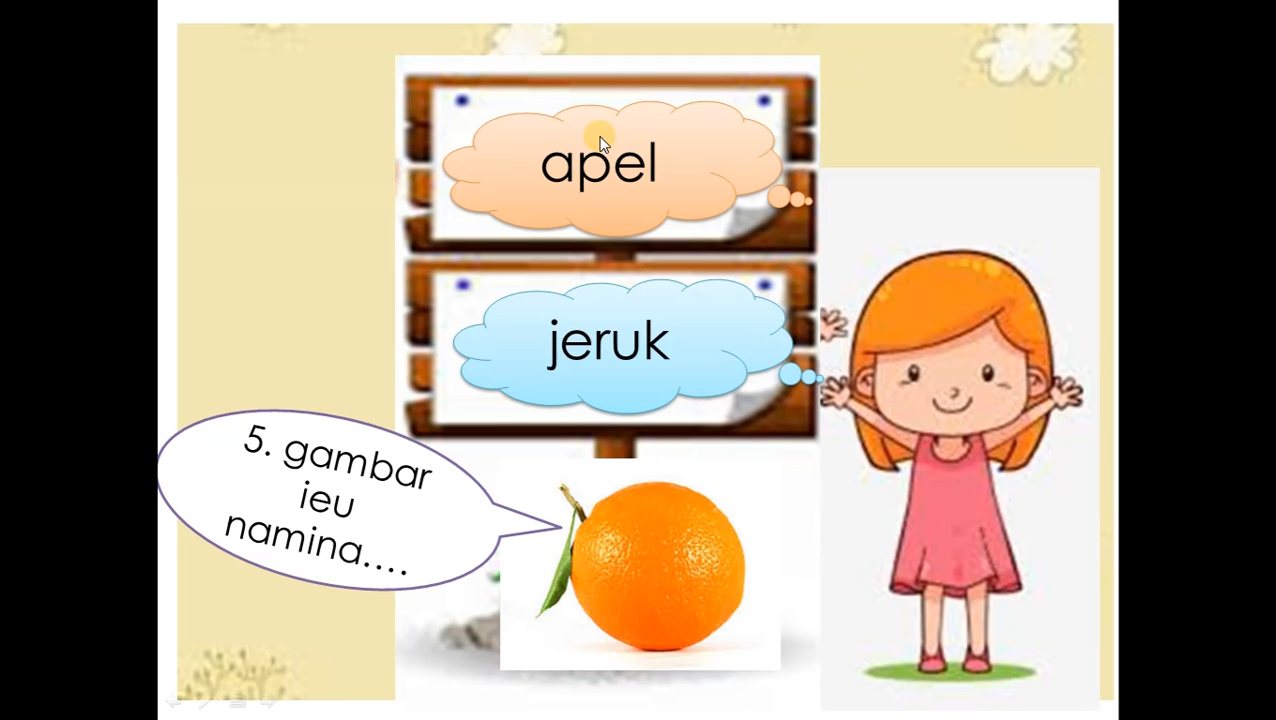 apel
jeruk
5. gambar
ieu
namina....